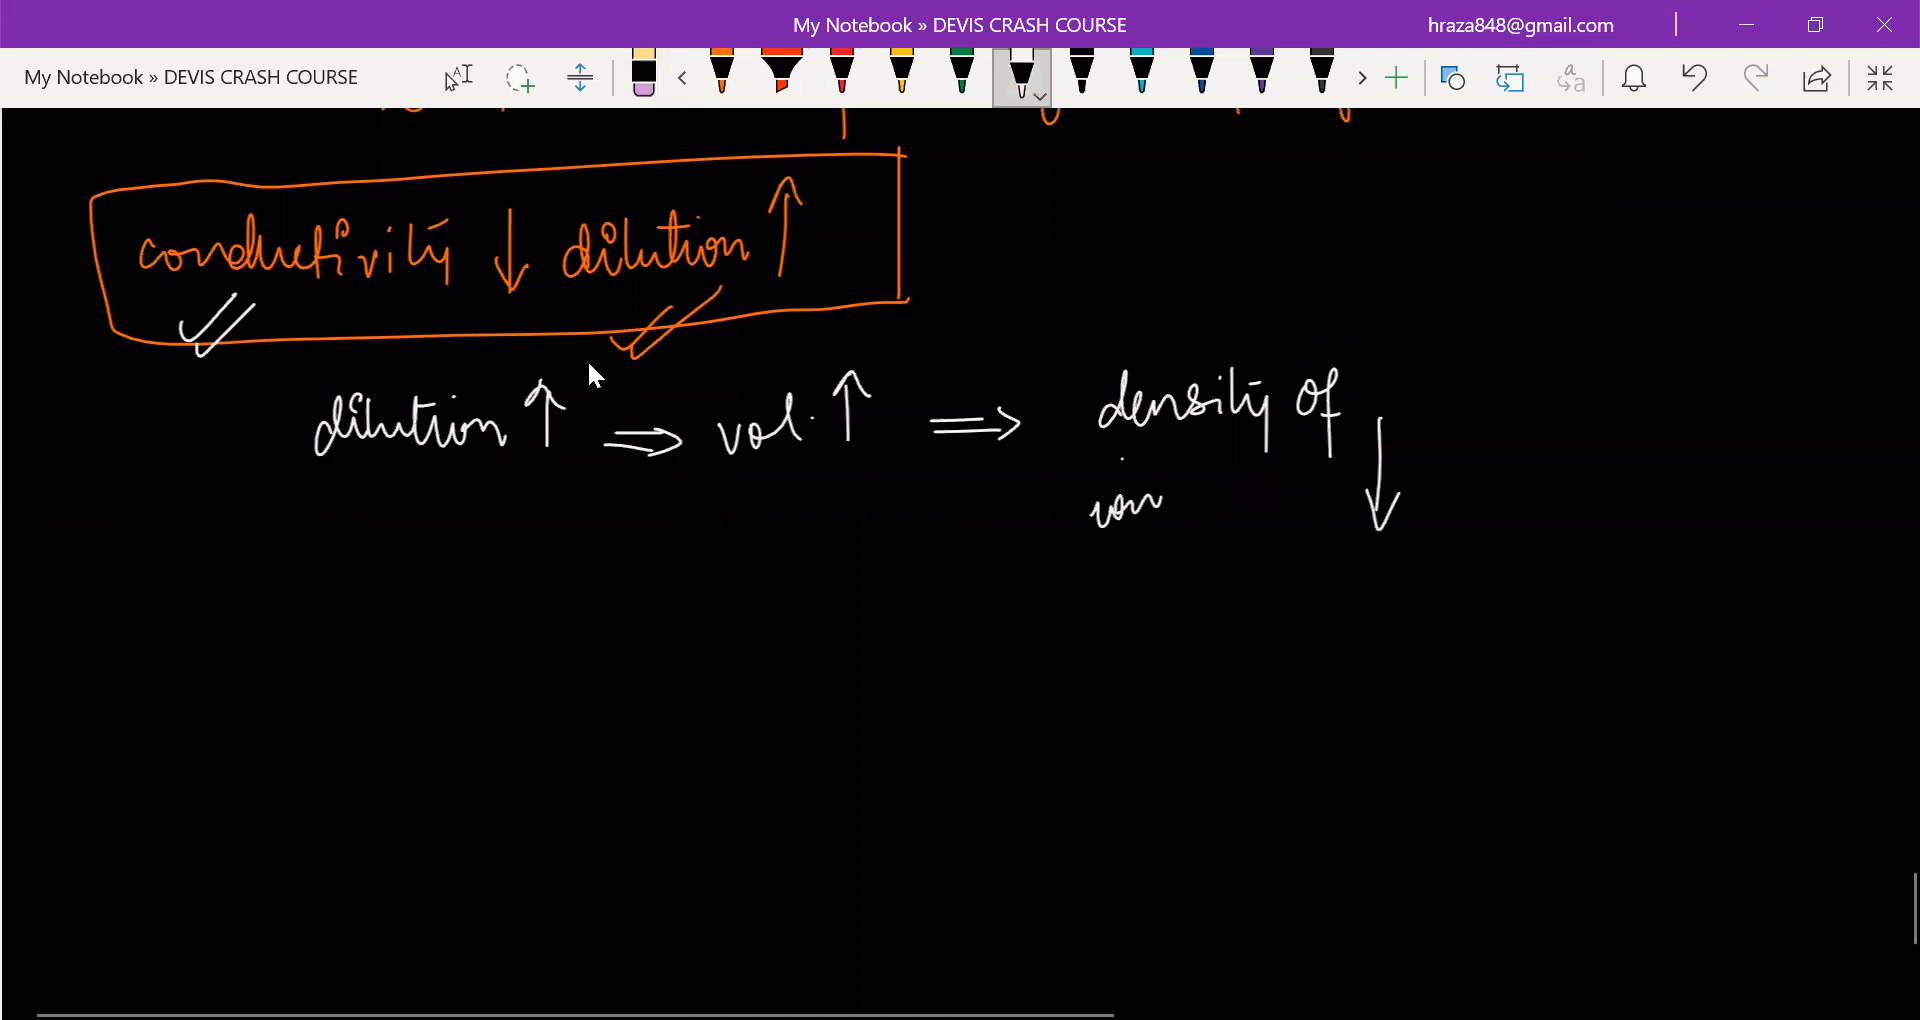 My Notebook » DEVIS CRASH COURSE
hraza848@gmail.com
My Notebook » DEVIS CRASH COURSE
conductivity ↓ dilution ↑
dilution ↑ ⇒ vol. ↑ ⇒ density of ↓
ion